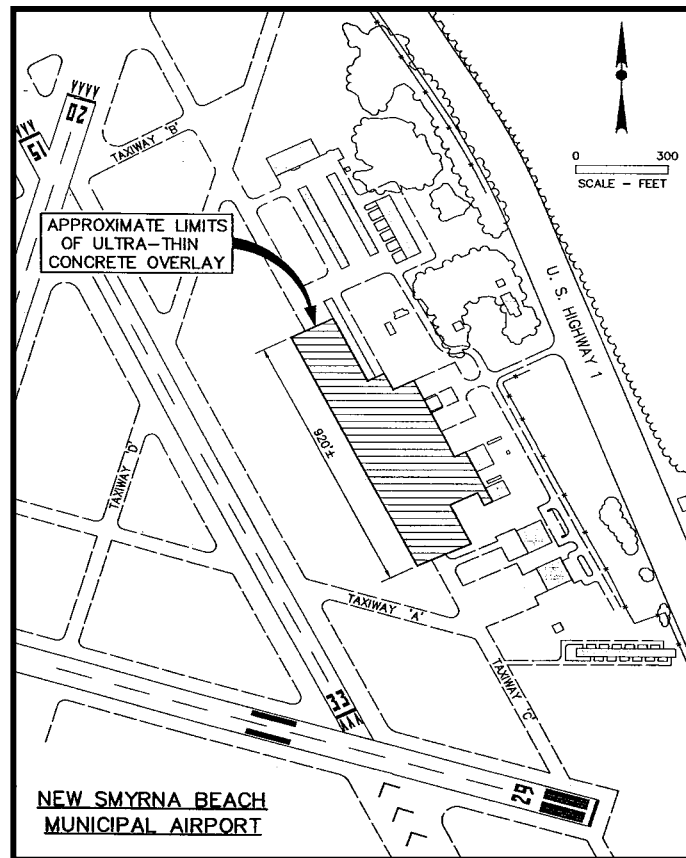 02
15
TAXIWAY 'B'
0 300
SCALE - FEET
APPROXIMATE LIMITS
OF ULTRA-THIN
CONCRETE OVERLAY
U. S. HIGHWAY 1
920'±
TAXIWAY 'D'
TAXIWAY 'A'
TAXIWAY 'C'
33
29
NEW SMYRNA BEACH
MUNICIPAL AIRPORT